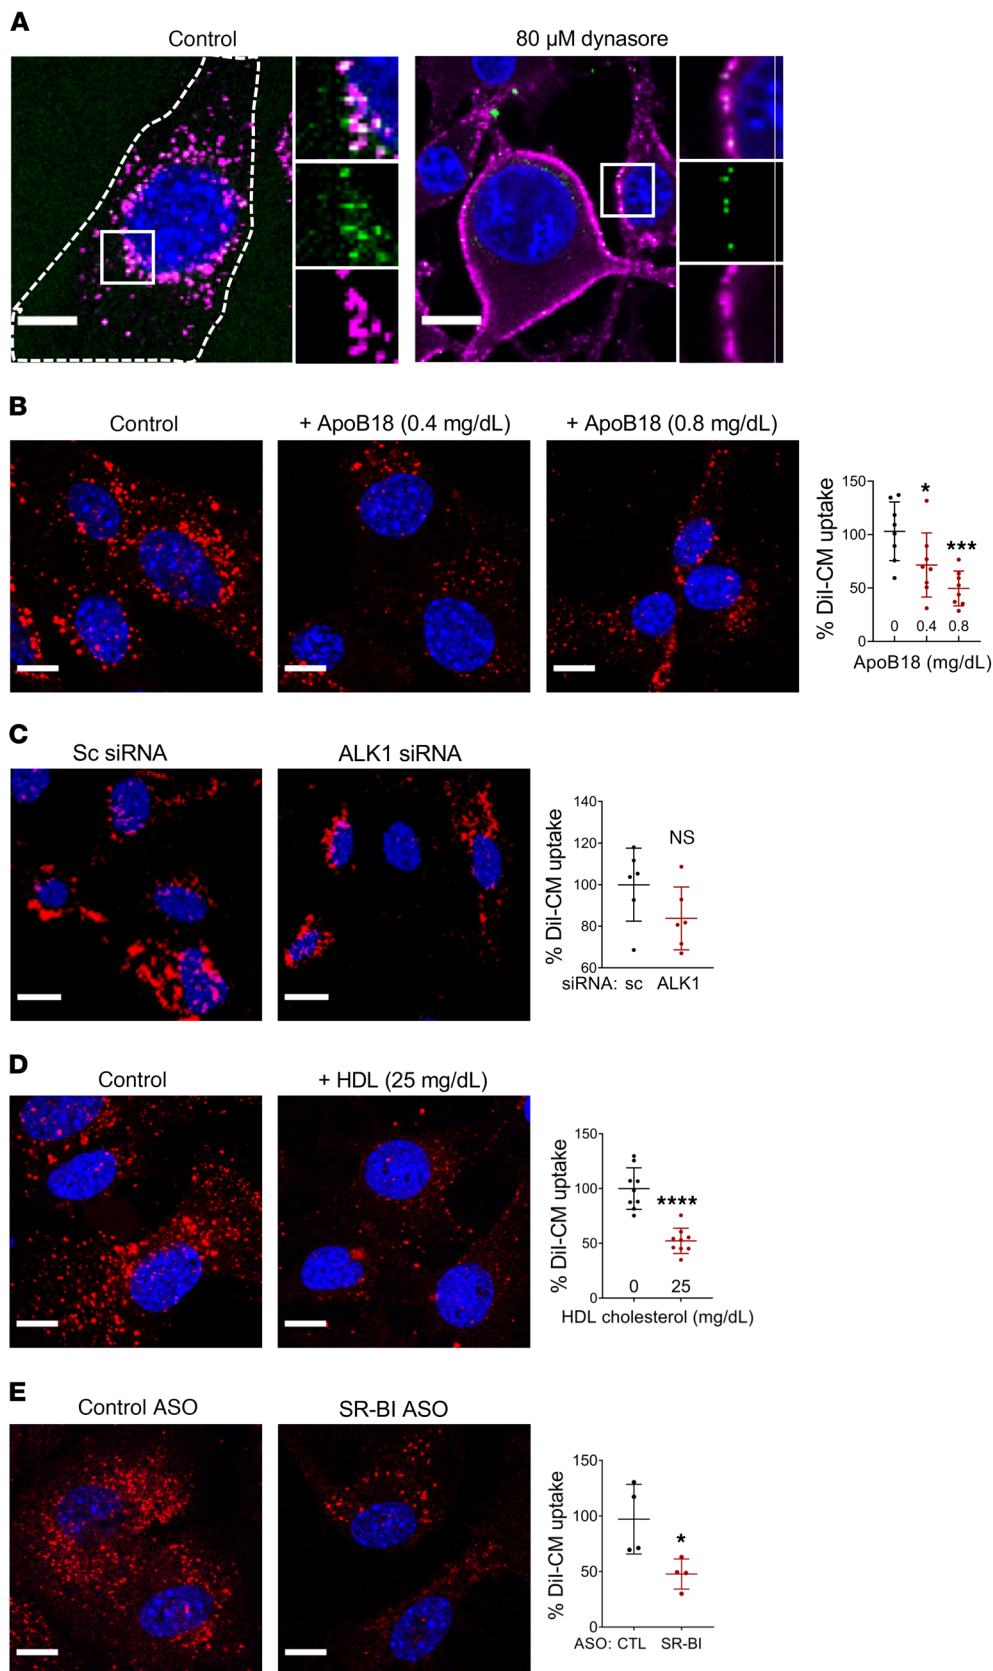 A
Control
80 µM dynasore
B
Control
+ ApoB18 (0.4 mg/dL)
+ ApoB18 (0.8 mg/dL)
% DiI-CM uptake
150
100
50
0
*
***
0
0.4
0.8
ApoB18 (mg/dL)
C
Sc siRNA
ALK1 siRNA
% DiI-CM uptake
140
120
100
80
60
NS
siRNA: sc ALK1
D
Control
+ HDL (25 mg/dL)
% DiI-CM uptake
150
100
50
0
****
0
25
HDL cholesterol (mg/dL)
E
Control ASO
SR-BI ASO
% DiI-CM uptake
150
100
50
0
*
ASO: CTL SR-BI